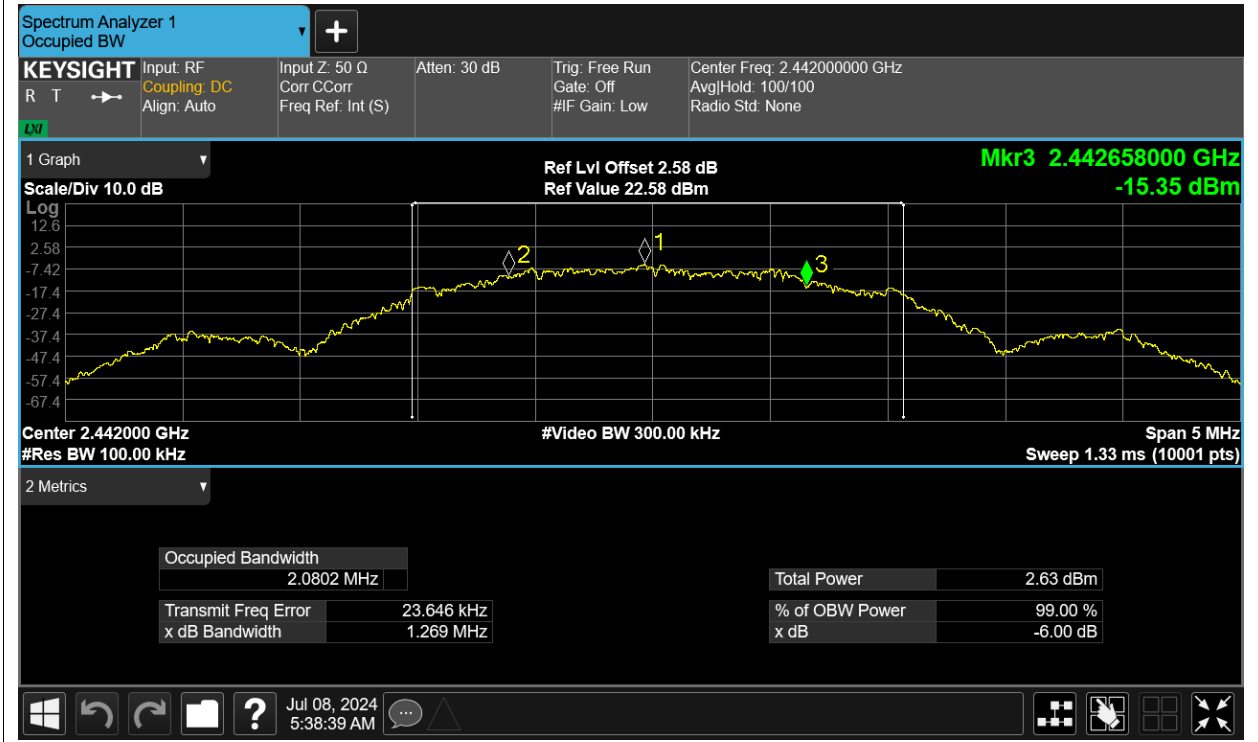 Spectrum Analyzer 1
Occupied BW
KEYSIGHT
R T
LXI
Input: RF
Coupling: DC
Align: Auto
Input Z: 50 Ω
Corr CCorr
Freq Ref: Int (S)
Atten: 30 dB
Trig: Free Run
Gate: Off
#IF Gain: Low
Center Freq: 2.442000000 GHz
Avg|Hold: 100/100
Radio Std: None
1 Graph
Scale/Div 10.0 dB
Ref Lvl Offset 2.58 dB
Ref Value 22.58 dBm
Mkr3 2.442658000 GHz
-15.35 dBm
Log
12.6
2.58
-7.42
-17.4
-27.4
-37.4
-47.4
-57.4
-67.4
2
1
3
Center 2.442000 GHz
#Video BW 300.00 kHz
Span 5 MHz
#Res BW 100.00 kHz
Sweep 1.33 ms (10001 pts)
2 Metrics
Occupied Bandwidth
2.0802 MHz
Transmit Freq Error 23.646 kHz
x dB Bandwidth 1.269 MHz
Total Power 2.63 dBm
% of OBW Power 99.00 %
x dB -6.00 dB
?
Jul 08, 2024
5:38:39 AM